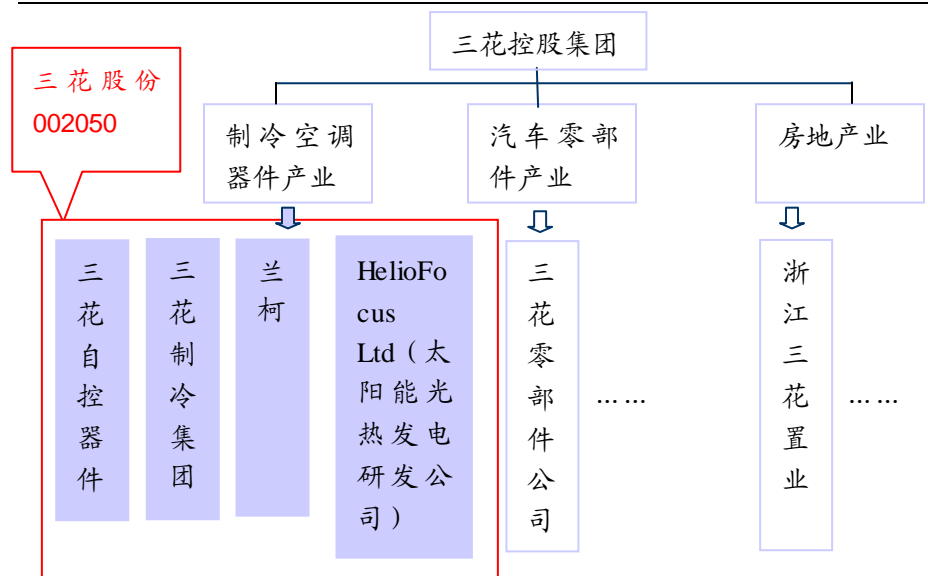 三花控股集团
三花股份
002050
制冷空调
器件产业
汽车零部
件产业
房地产业
三
花
自
控
器
件
三
花
制
冷
集
团
兰
柯
HelioFo
cus
Ltd（太
阳能光
热发电
研发公
司）
三
花
零
部
件
公
司
……
浙
江
三
花
置
业
……